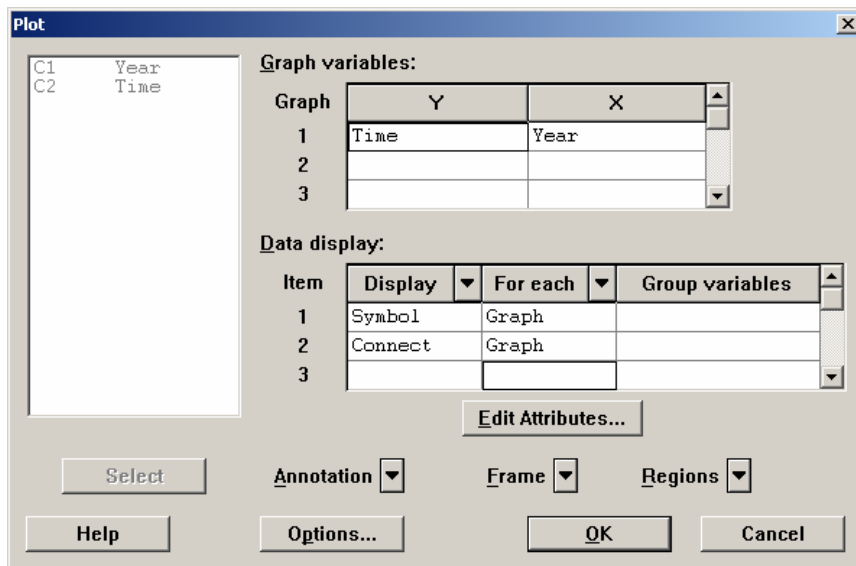 Plot
C1 Year
C2 Time
Graph variables:
Graph Y X
1 Time Year
2
3
Data display:
Item Display For each Group variables
1 Symbol Graph
2 Connect Graph
3
Edit Attributes...
Select Annotation Frame Regions
Help Options... OK Cancel